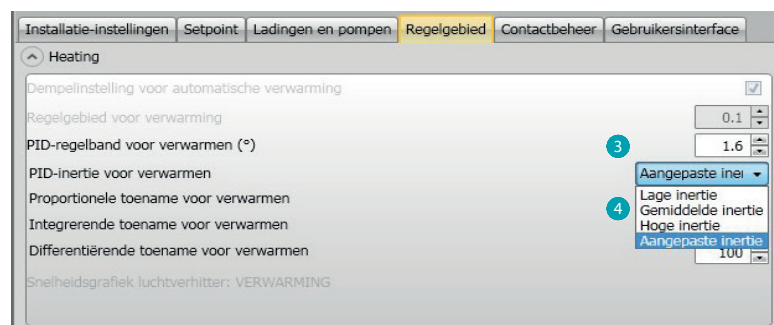 Installatie-instellingen Setpoint Ladingen en pompen Regelgebied Contactbeheer Gebruikersinterface
Heating
Dempelinstelling voor automatische verwarming
Regelgebied voor verwarming 0.1
PID-regelband voor verwarmen (°) 3 1.6
PID-inertie voor verwarmen Aangepaste iner
Lage inertie
Proportionele toename voor verwarmen 4 Gemiddelde inertie
Integrerende toename voor verwarmen Hoge inertie
Aangepaste inertie
Differentiërende toename voor verwarmen 100
Snelheidsgrafiek luchtverhitter: VERWARMING